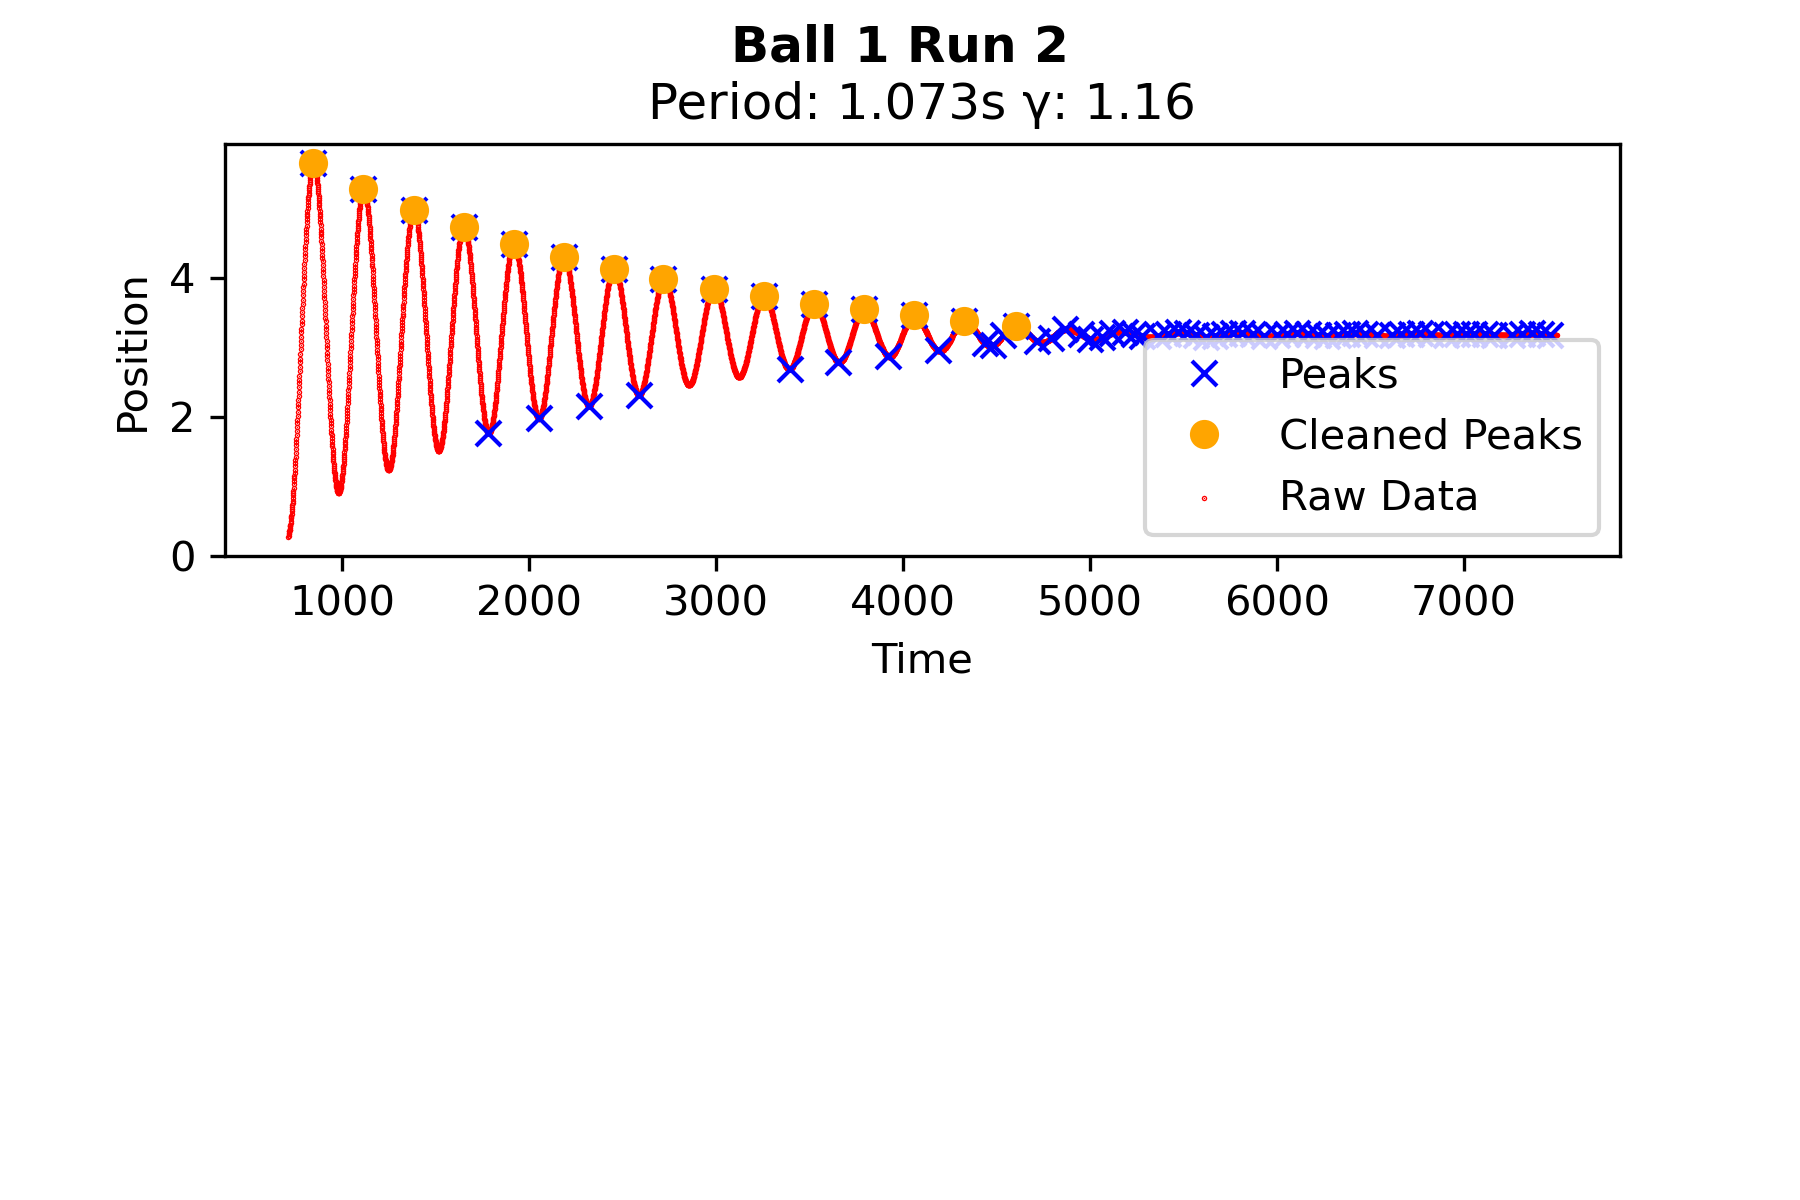 Ball 1 Run 2
Period: 1.073s γ: 1.16
Position
4
2
0
1000 2000 3000 4000 5000 6000 7000
Time
Peaks
Cleaned Peaks
Raw Data